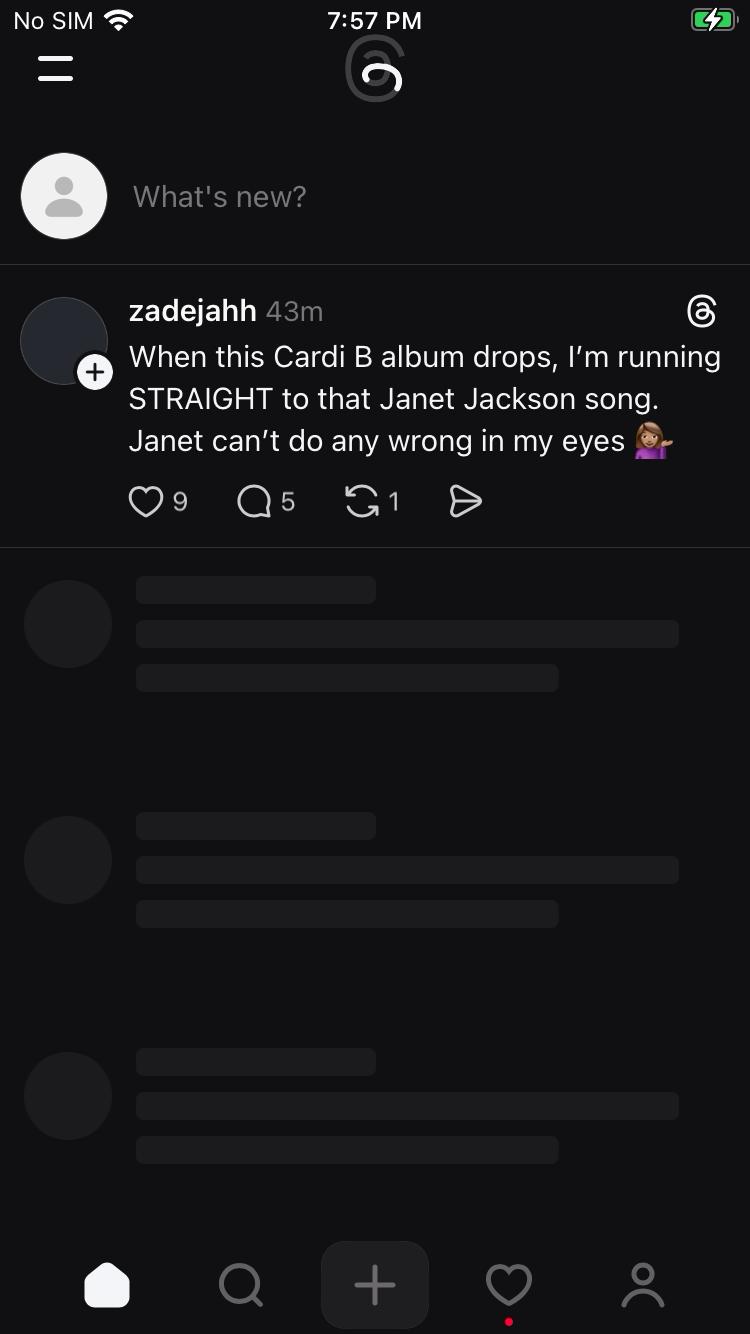 No SIM 7:57 PM
What's new?
zadejahh 43m
When this Cardi B album drops, I’m running
STRAIGHT to that Janet Jackson song.
Janet can’t do any wrong in my eyes 💁🏽‍♀️
9 5 1